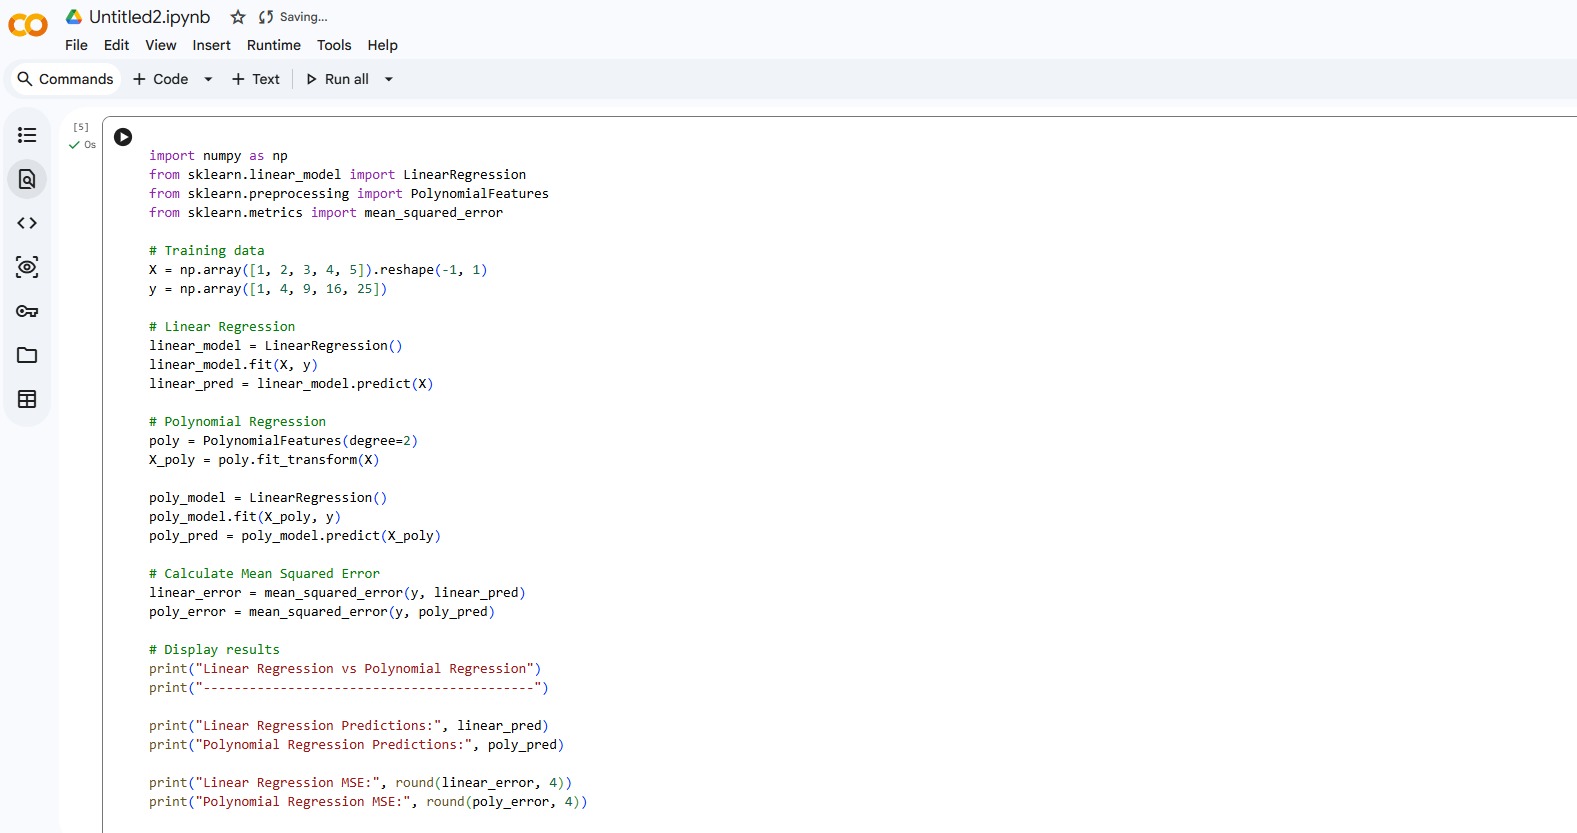 Untitled2.ipynb Saving...
File Edit View Insert Runtime Tools Help
Commands + Code + Text Run all
[5]
0s
import numpy as np
from sklearn.linear_model import LinearRegression
from sklearn.preprocessing import PolynomialFeatures
from sklearn.metrics import mean_squared_error
# Training data
X = np.array([1, 2, 3, 4, 5]).reshape(-1, 1)
y = np.array([1, 4, 9, 16, 25])
# Linear Regression
linear_model = LinearRegression()
linear_model.fit(X, y)
linear_pred = linear_model.predict(X)
# Polynomial Regression
poly = PolynomialFeatures(degree=2)
X_poly = poly.fit_transform(X)
poly_model = LinearRegression()
poly_model.fit(X_poly, y)
poly_pred = poly_model.predict(X_poly)
# Calculate Mean Squared Error
linear_error = mean_squared_error(y, linear_pred)
poly_error = mean_squared_error(y, poly_pred)
# Display results
print("Linear Regression vs Polynomial Regression")
print("-------------------------------------------")
print("Linear Regression Predictions:", linear_pred)
print("Polynomial Regression Predictions:", poly_pred)
print("Linear Regression MSE:", round(linear_error, 4))
print("Polynomial Regression MSE:", round(poly_error, 4))